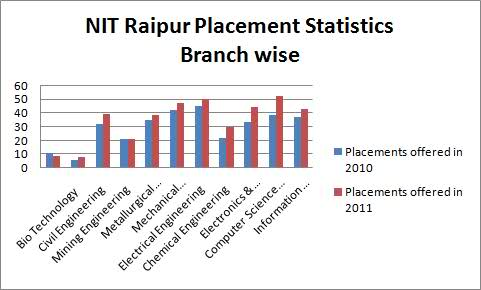 NIT Raipur Placement Statistics
Branch wise
60
50
40
30
20
10
0
Bio Technology
Civil Engineering
Mining Engineering
Metallurgical...
Mechanical...
Electrical Engineering
Chemical Engineering
Electronics &...
Computer Science...
Information...
Placements offered in
2010
Placements offered in
2011